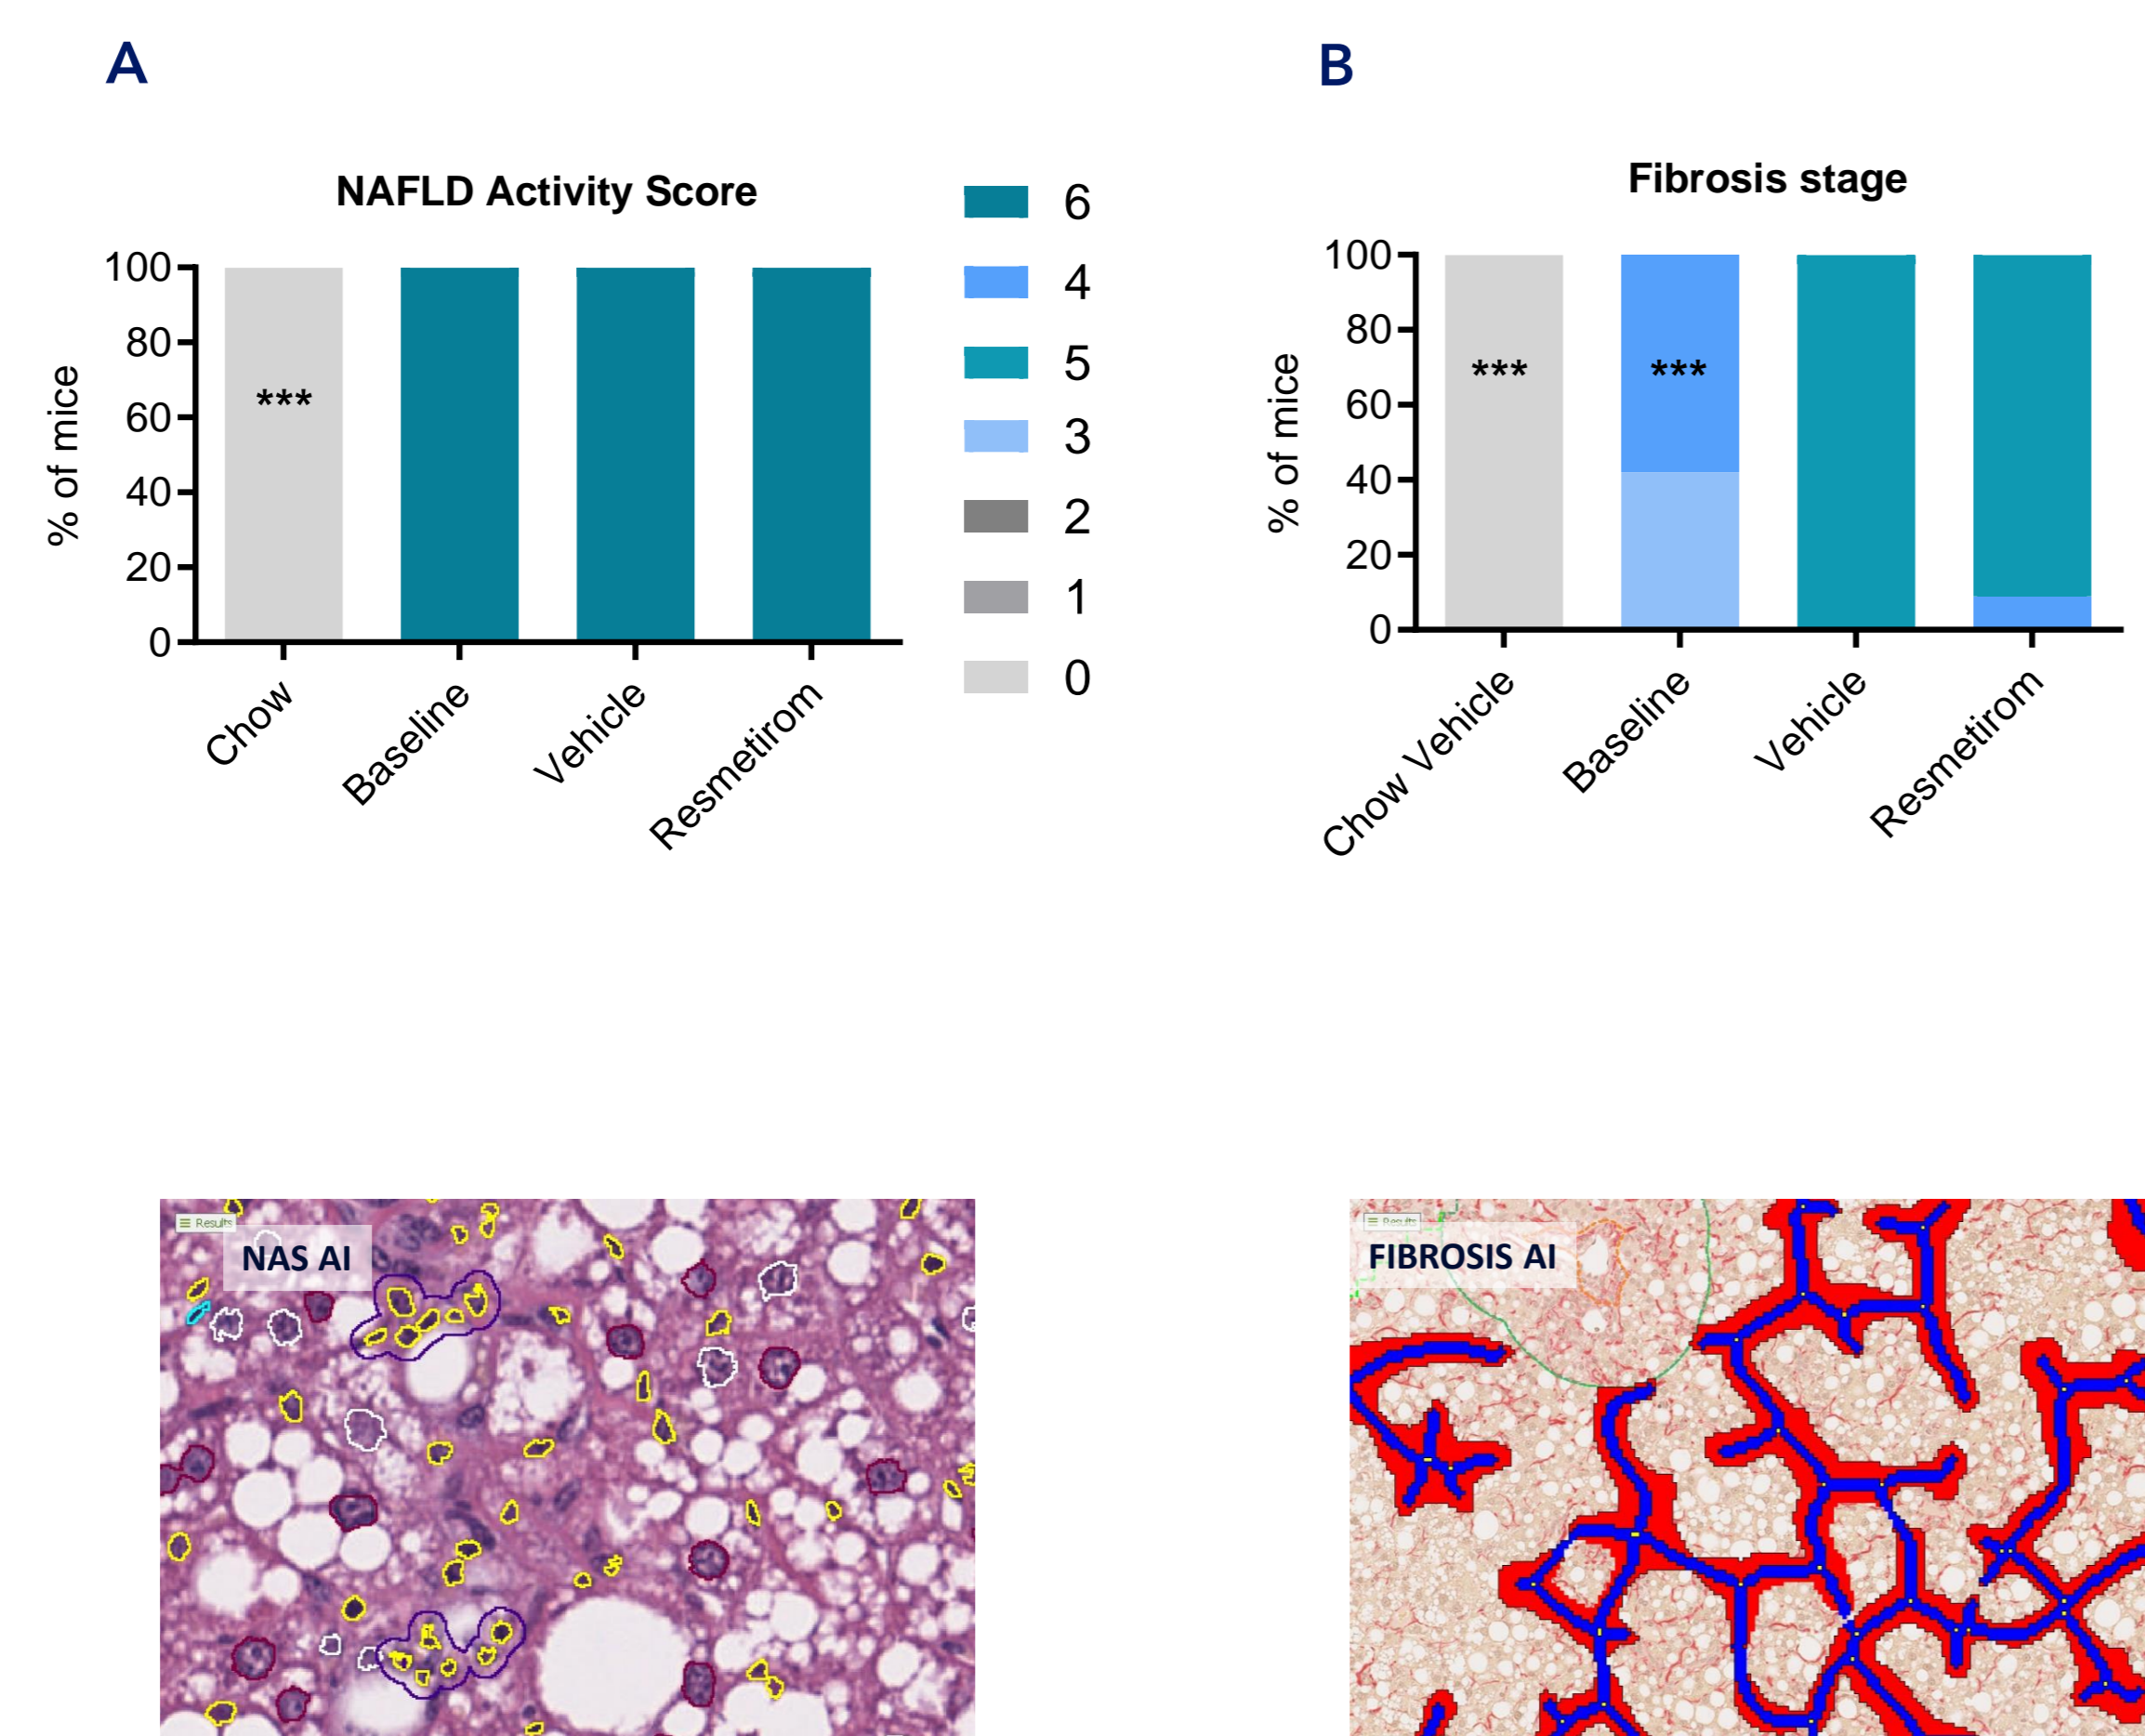 A
B
NAFLD Activity Score
% of mice
100
80
60
40
20
0
***
Chow
Baseline
Vehicle
Resmetirom
6
4
5
3
2
1
0
Fibrosis stage
% of mice
100
80
60
40
20
0
***
***
Chow Vehicle
Baseline
Vehicle
Resmetirom
Results
NAS AI
Results
FIBROSIS AI